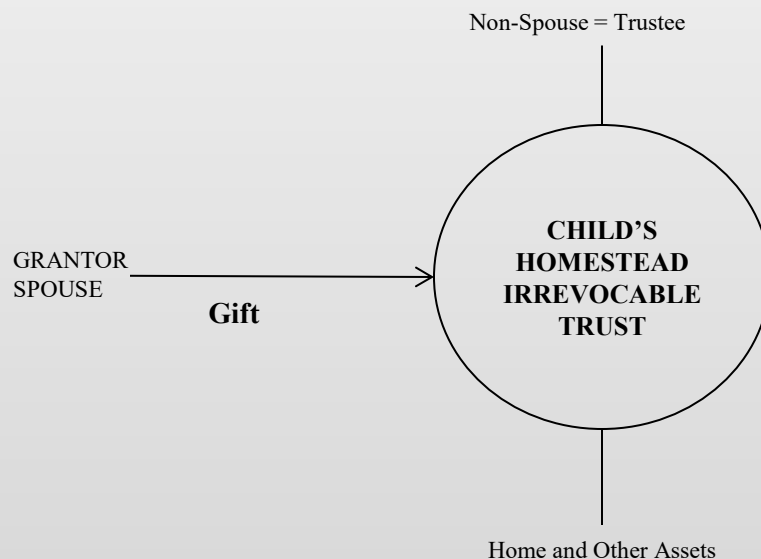 Non-Spouse = Trustee
CHILD’S
HOMESTEAD
IRREVOCABLE
TRUST
GRANTOR
SPOUSE
Gift
Home and Other Assets